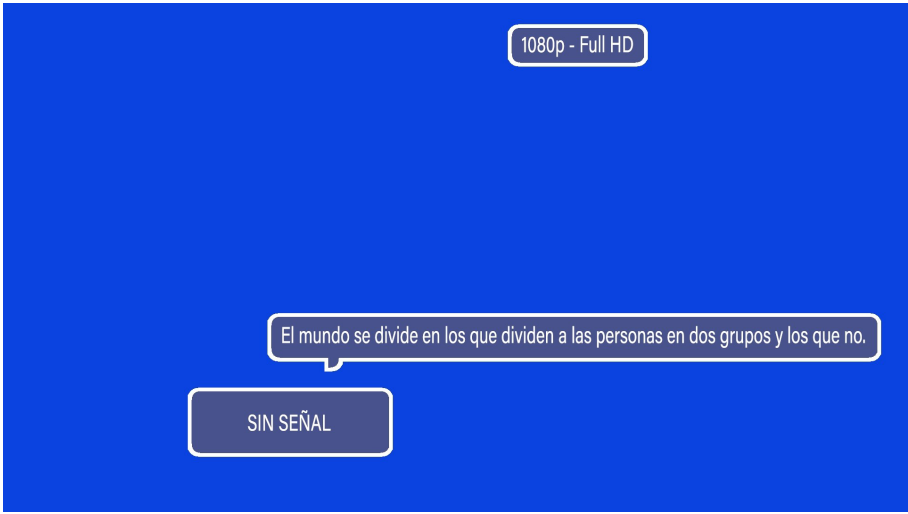 1080p - Full HD
El mundo se divide en los que dividen a las personas en dos grupos y los que no.
SIN SEÑAL